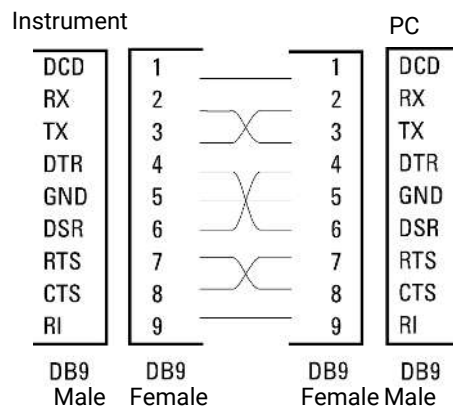 Instrument PC
DCD 1 1 DCD
RX 2 2 RX
TX 3 3 TX
DTR 4 4 DTR
GND 5 5 GND
DSR 6 6 DSR
RTS 7 7 RTS
CTS 8 8 CTS
RI 9 9 RI
DB9 DB9 DB9 DB9
Male Female Female Male